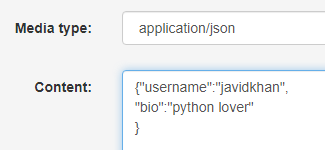 Media type: application/json
Content: {"username":"javidkhan",
"bio":"python lover"
}